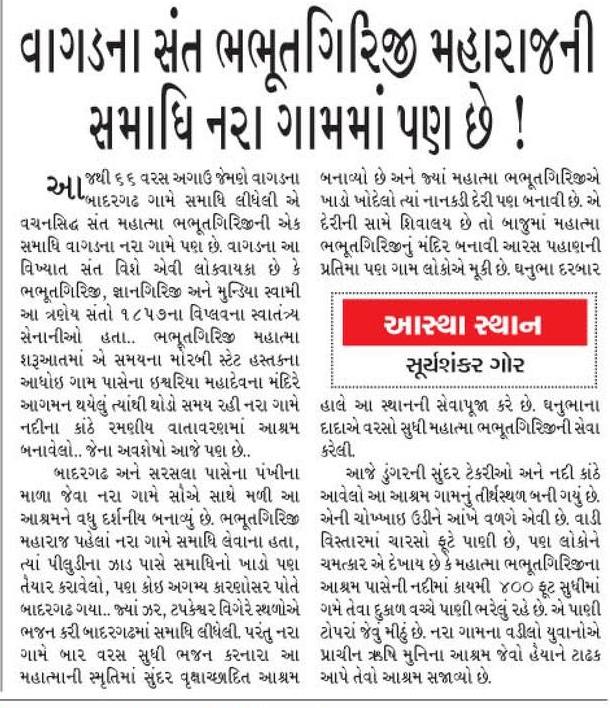 વાગડના સંત ભભૂતગિરિજી મહારાજની
સમાધિ નરા ગામમાં પણ છે !
આજથી ૬૬ વરસ અગાઉ જેમણે વાગડના
બાદરગઢ ગામે સમાધિ લીધેલી એ
વચનસિદ્ધ સંત મહાત્મા ભભૂતગિરિજીની એક
સમાધિ વાગડના નરા ગામે પણ છે. વાગડના આ
વિખ્યાત સંત વિશે એવી લોકવાયકા છે કે
ભભૂતગિરિજી, જ્ઞાનગિરિજી અને મુન્ડિયા સ્વામી
આ ત્રણેય સંતો ૧૮૫૭ના વિપ્લવના સ્વાતંત્ર્ય
સેનાનીઓ હતા.. ભભૂતગિરિજી મહાત્મા
શરૂઆતમાં એ સમયના મોરબી સ્ટેટ હસ્તકના
આધોઇ ગામ પાસેના ઇશ્વરિયા મહાદેવના મંદિરે
આગમન થયેલું ત્યાંથી થોડો સમય રહી નરા ગામે
નદીના કાંઠે રમણીય વાતાવરણમાં આશ્રમ
બનાવેલો.. જેના અવશેષો આજે પણ છે..
બાદરગઢ અને સરસલા પાસેના પંખીના
માળા જેવા નરા ગામે સૌએ સાથે મળી આ
આશ્રમને વધુ દર્શનીય બનાવ્યું છે. ભભૂતગિરિજી
મહારાજ પહેલાં નરા ગામે સમાધિ લેવાના હતા,
ત્યાં પીલુડીના ઝાડ પાસે સમાધિનો ખાડો પણ
તૈયાર કરાવેલો, પણ કોઇ અગમ્ય કારણોસર પોતે
બાદરગઢ ગયા.. જ્યાં ઝર, ટપકેશ્વર વિગેરે સ્થળોએ
ભજન કરી બાદરગઢમાં સમાધિ લીધેલી. પરંતુ નરા
ગામે બાર વરસ સુધી ભજન કરનારા આ
મહાત્માની સ્મૃતિમાં સુંદર વૃક્ષાચ્છાદિત આશ્રમ
બનાવ્યો છે અને જ્યાં મહાત્મા ભભૂતગિરિજીએ
ખાડો ખોદેલો ત્યાં નાનકડી દેરી પણ બનાવી છે. એ
દેરીની સામે શિવાલય છે તો બાજુમાં મહાત્મા
ભભૂતગિરિજીનું મંદિર બનાવી આરસ પહાણની
પ્રતિમા પણ ગામ લોકોએ મૂકી છે. ઘનુભા દરબાર
આસ્થા સ્થાન
સૂર્યશંકર ગોર
હાલે આ સ્થાનની સેવાપૂજા કરે છે. ઘનુભાના
દાદાએ વરસો સુધી મહાત્મા ભભૂતગિરિજીની સેવા
કરેલી.
આજે ડુંગરની સુંદર ટેકરીઓ અને નદી કાંઠે
આવેલો આ આશ્રમ ગામનું તીર્થસ્થળ બની ગયું છે.
એની ચોખ્ખાઇ ઉડીને આંખે વળગે એવી છે. વાડી
વિસ્તારમાં ચારસો ફૂટે પાણી છે, પણ લોકોને
ચમત્કાર એ દેખાય છે કે મહાત્મા ભભૂતગિરિજીના
આશ્રમ પાસેની નદીમાં કાયમી ૪૦૦ ફૂટ સુધીમાં
ગમે તેવા દુકાળ વચ્ચે પાણી ભરેલું રહે છે. એ પાણી
ટોપરાં જેવું મીઠું છે. નરા ગામના વડીલો યુવાનોએ
પ્રાચીન ઋષિ મુનિના આશ્રમ જેવો હૈયાને ટાઢક
આપે તેવો આશ્રમ સજાવ્યો છે.